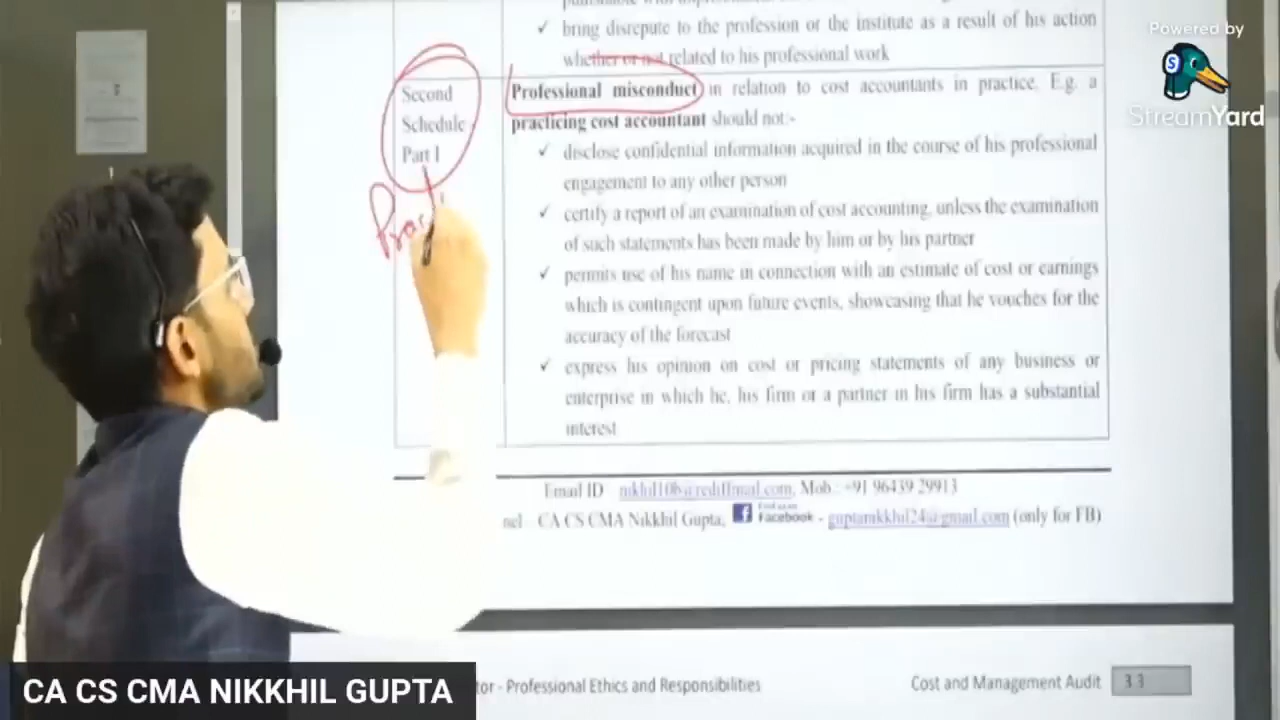 Powered by
StreamYard
bring disrepute to the profession or the institute as a result of his action
whether or not related to his professional work
Second
Schedule
Part I
Professional misconduct in relation to cost accountants in practice. E.g. a
practicing cost accountant should not:-
disclose confidential information acquired in the course of his professional
engagement to any other person
certify a report of an examination of cost accounting, unless the examination
of such statements has been made by him or by his partner
permits use of his name in connection with an estimate of cost or earnings
which is contingent upon future events, showcasing that he vouches for the
accuracy of the forecast
express his opinion on cost or pricing statements of any business or
enterprise in which he, his firm or a partner in his firm has a substantial
interest
Email ID Mob : +91 96439 29913
CA CS CMA Nikkhil Gupta, Facebook - (only for FB)
Professional Ethics and Responsibilities
Cost and Management Audit 3.3
CA CS CMA NIKKHIL GUPTA